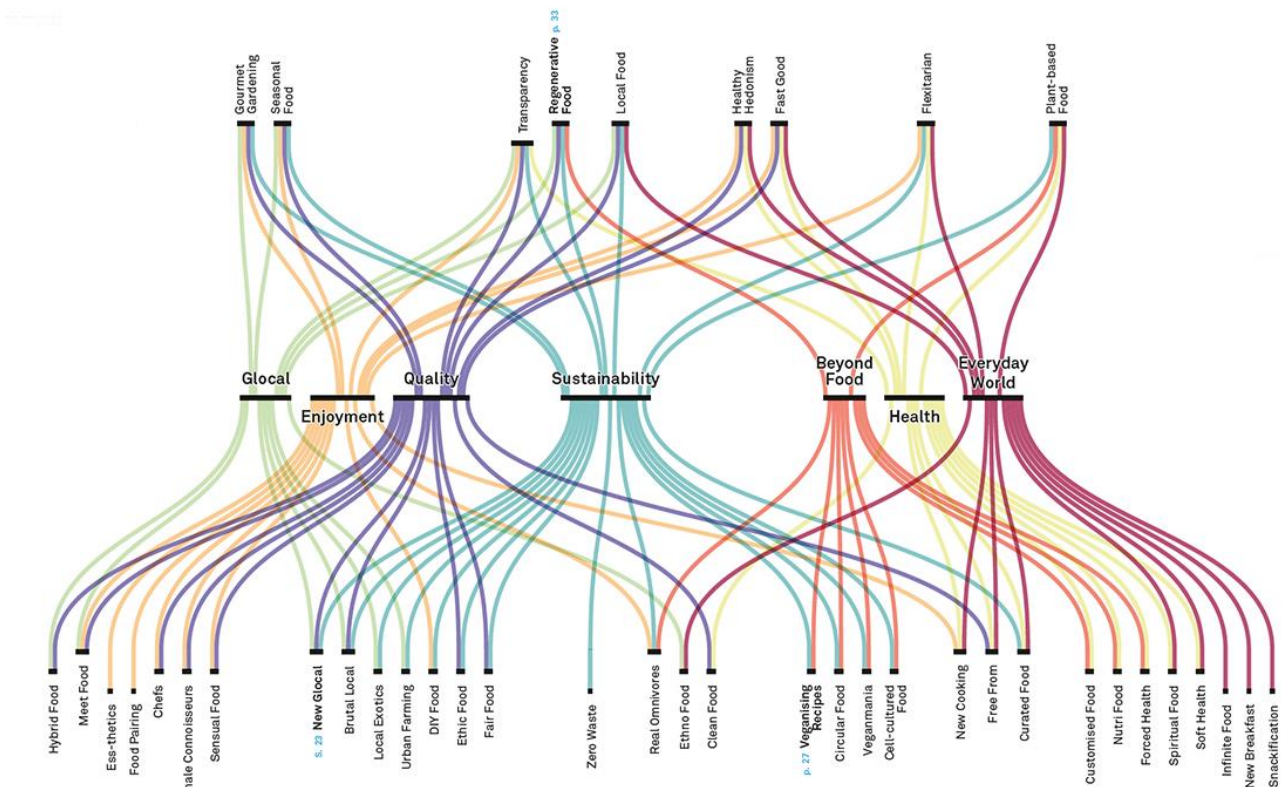 Gourmet
Gardening
Seasonal
Food
Transparency
Regenerative p. 33
Food
Local Food
Healthy
Hedonism
Fast Good
Flexitarian
Plant-based
Food
Glocal
Enjoyment
Quality
Sustainability
Beyond
Food
Health
Everyday
World
Hybrid Food
Meet Food
Ess-thetics
Food Pairing
Chefs
Connoisseurs
Sensual Food
S. 23 New Glocal
Brutal Local
Local Exotics
Urban Farming
DIY Food
Ethic Food
Fair Food
Zero Waste
Real Omnivores
Ethno Food
Clean Food
p. 27 Veganising
Recipes
Circular Food
Veganmania
Cell-cultured
Food
New Cooking
Free From
Curated Food
Customised Food
Nutri Food
Forced Health
Spiritual Food
Soft Health
Infinite Food
New Breakfast
Snackification